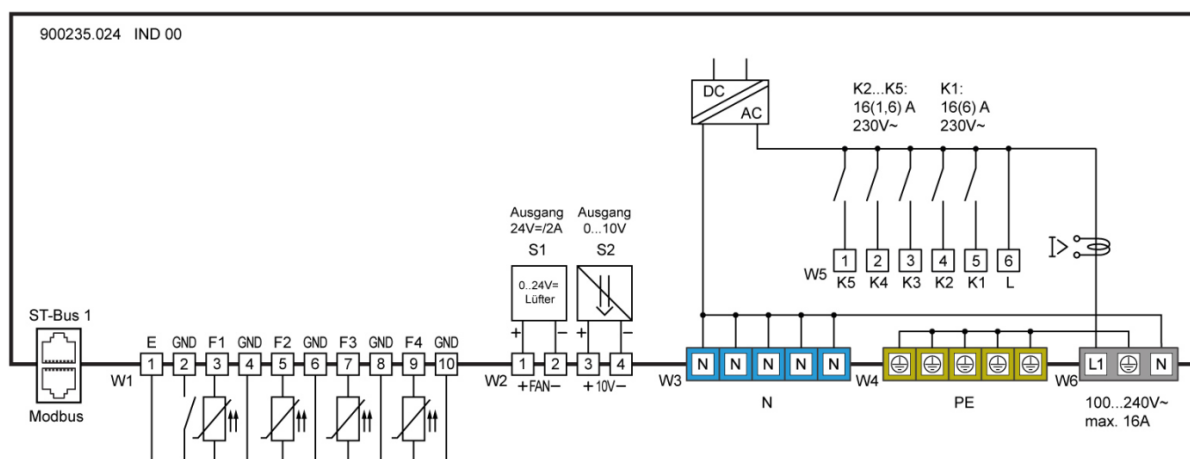 900235.024 IND 00
DC
AC
K2...K5:
16(1,6) A
230V~
K1:
16(6) A
230V~
Ausgang
24V=/2A
S1
Ausgang
0...10V
S2
0..24V=
Lüfter
+ − + −
I>
W5 1 2 3 4 5 6
K5 K4 K3 K2 K1 L
ST-Bus 1
Modbus
E GND F1 GND F2 GND F3 GND F4 GND
W1 1 2 3 4 5 6 7 8 9 10
W2 1 2 3 4
+FAN− + 10V−
W3 N N N N N
N
W4
PE
W6 L1 N
100...240V~
max. 16A